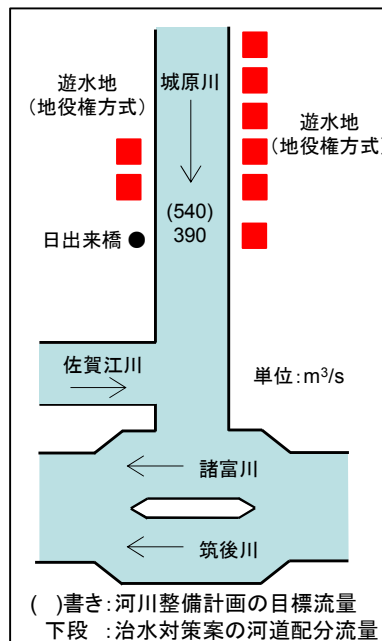 城原川
遊水地
(地役権方式)
遊水地
(地役権方式)
(540)
390
日出来橋
佐賀江川
単位:m³/s
諸富川
筑後川
( )書き:河川整備計画の目標流量
下段 :治水対策案の河道配分流量